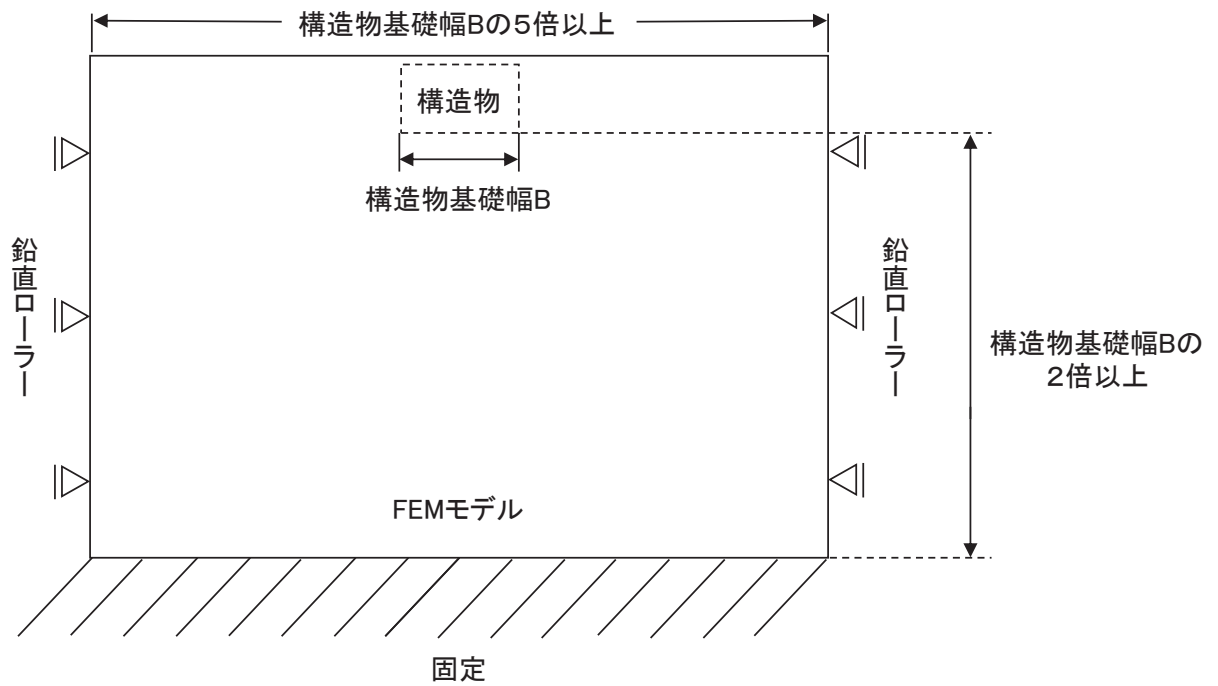 構造物基礎幅Bの5倍以上
構造物
構造物基礎幅B
鉛直ローラー
鉛直ローラー
構造物基礎幅Bの
2倍以上
FEMモデル
固定